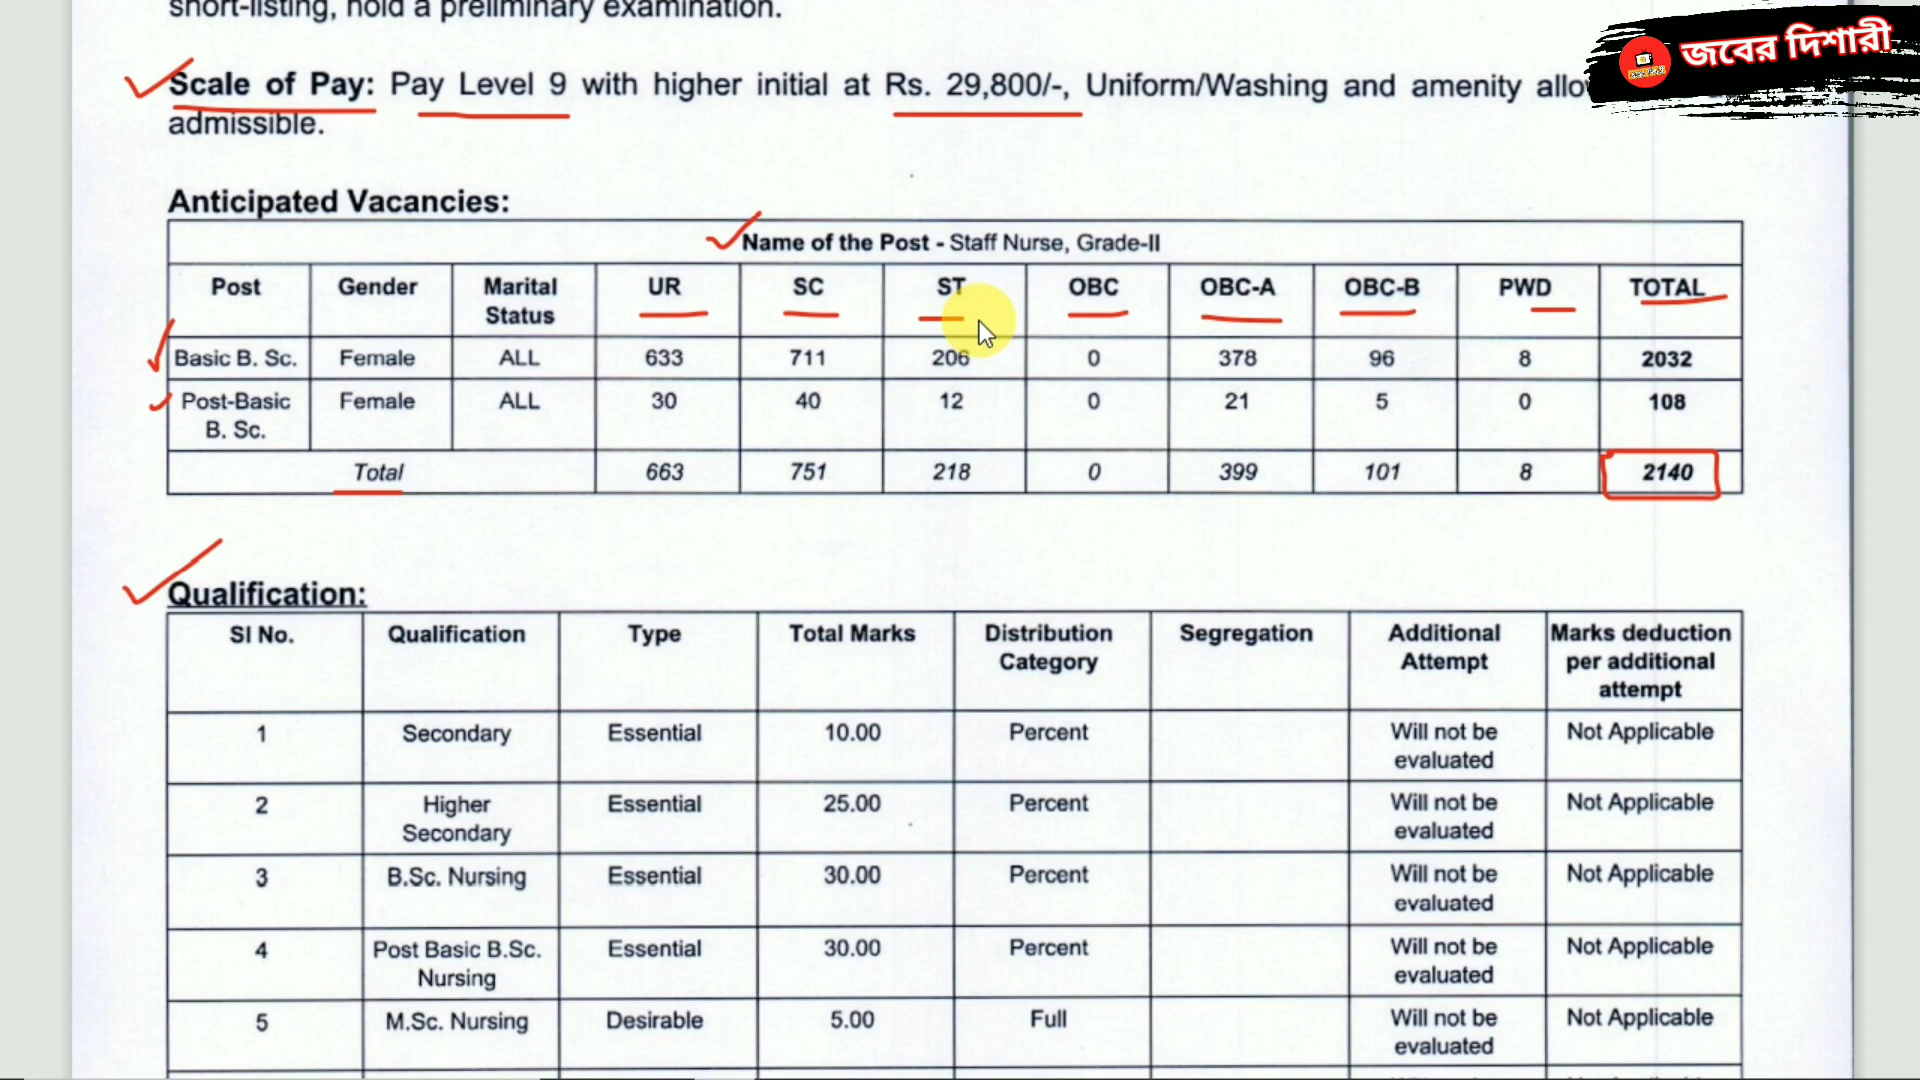 short-listing, hold a preliminary examination.
জবের দিশারী
Scale of Pay: Pay Level 9 with higher initial at Rs. 29,800/-, Uniform/Washing and amenity
admissible.
Anticipated Vacancies:
Name of the Post - Staff Nurse, Grade-II
Post Gender Marital Status UR SC ST OBC OBC-A OBC-B PWD TOTAL
Basic B. Sc. Female ALL 633 711 206 0 378 96 8 2032
Post-Basic B. Sc. Female ALL 30 40 12 0 21 5 0 108
Total 663 751 218 0 399 101 8 2140
Qualification:
Sl No. Qualification Type Total Marks Distribution Category Segregation Additional Attempt Marks deduction per additional attempt
1 Secondary Essential 10.00 Percent Will not be evaluated Not Applicable
2 Higher Secondary Essential 25.00 Percent Will not be evaluated Not Applicable
3 B.Sc. Nursing Essential 30.00 Percent Will not be evaluated Not Applicable
4 Post Basic B.Sc. Nursing Essential 30.00 Percent Will not be evaluated Not Applicable
5 M.Sc. Nursing Desirable 5.00 Full Will not be evaluated Not Applicable